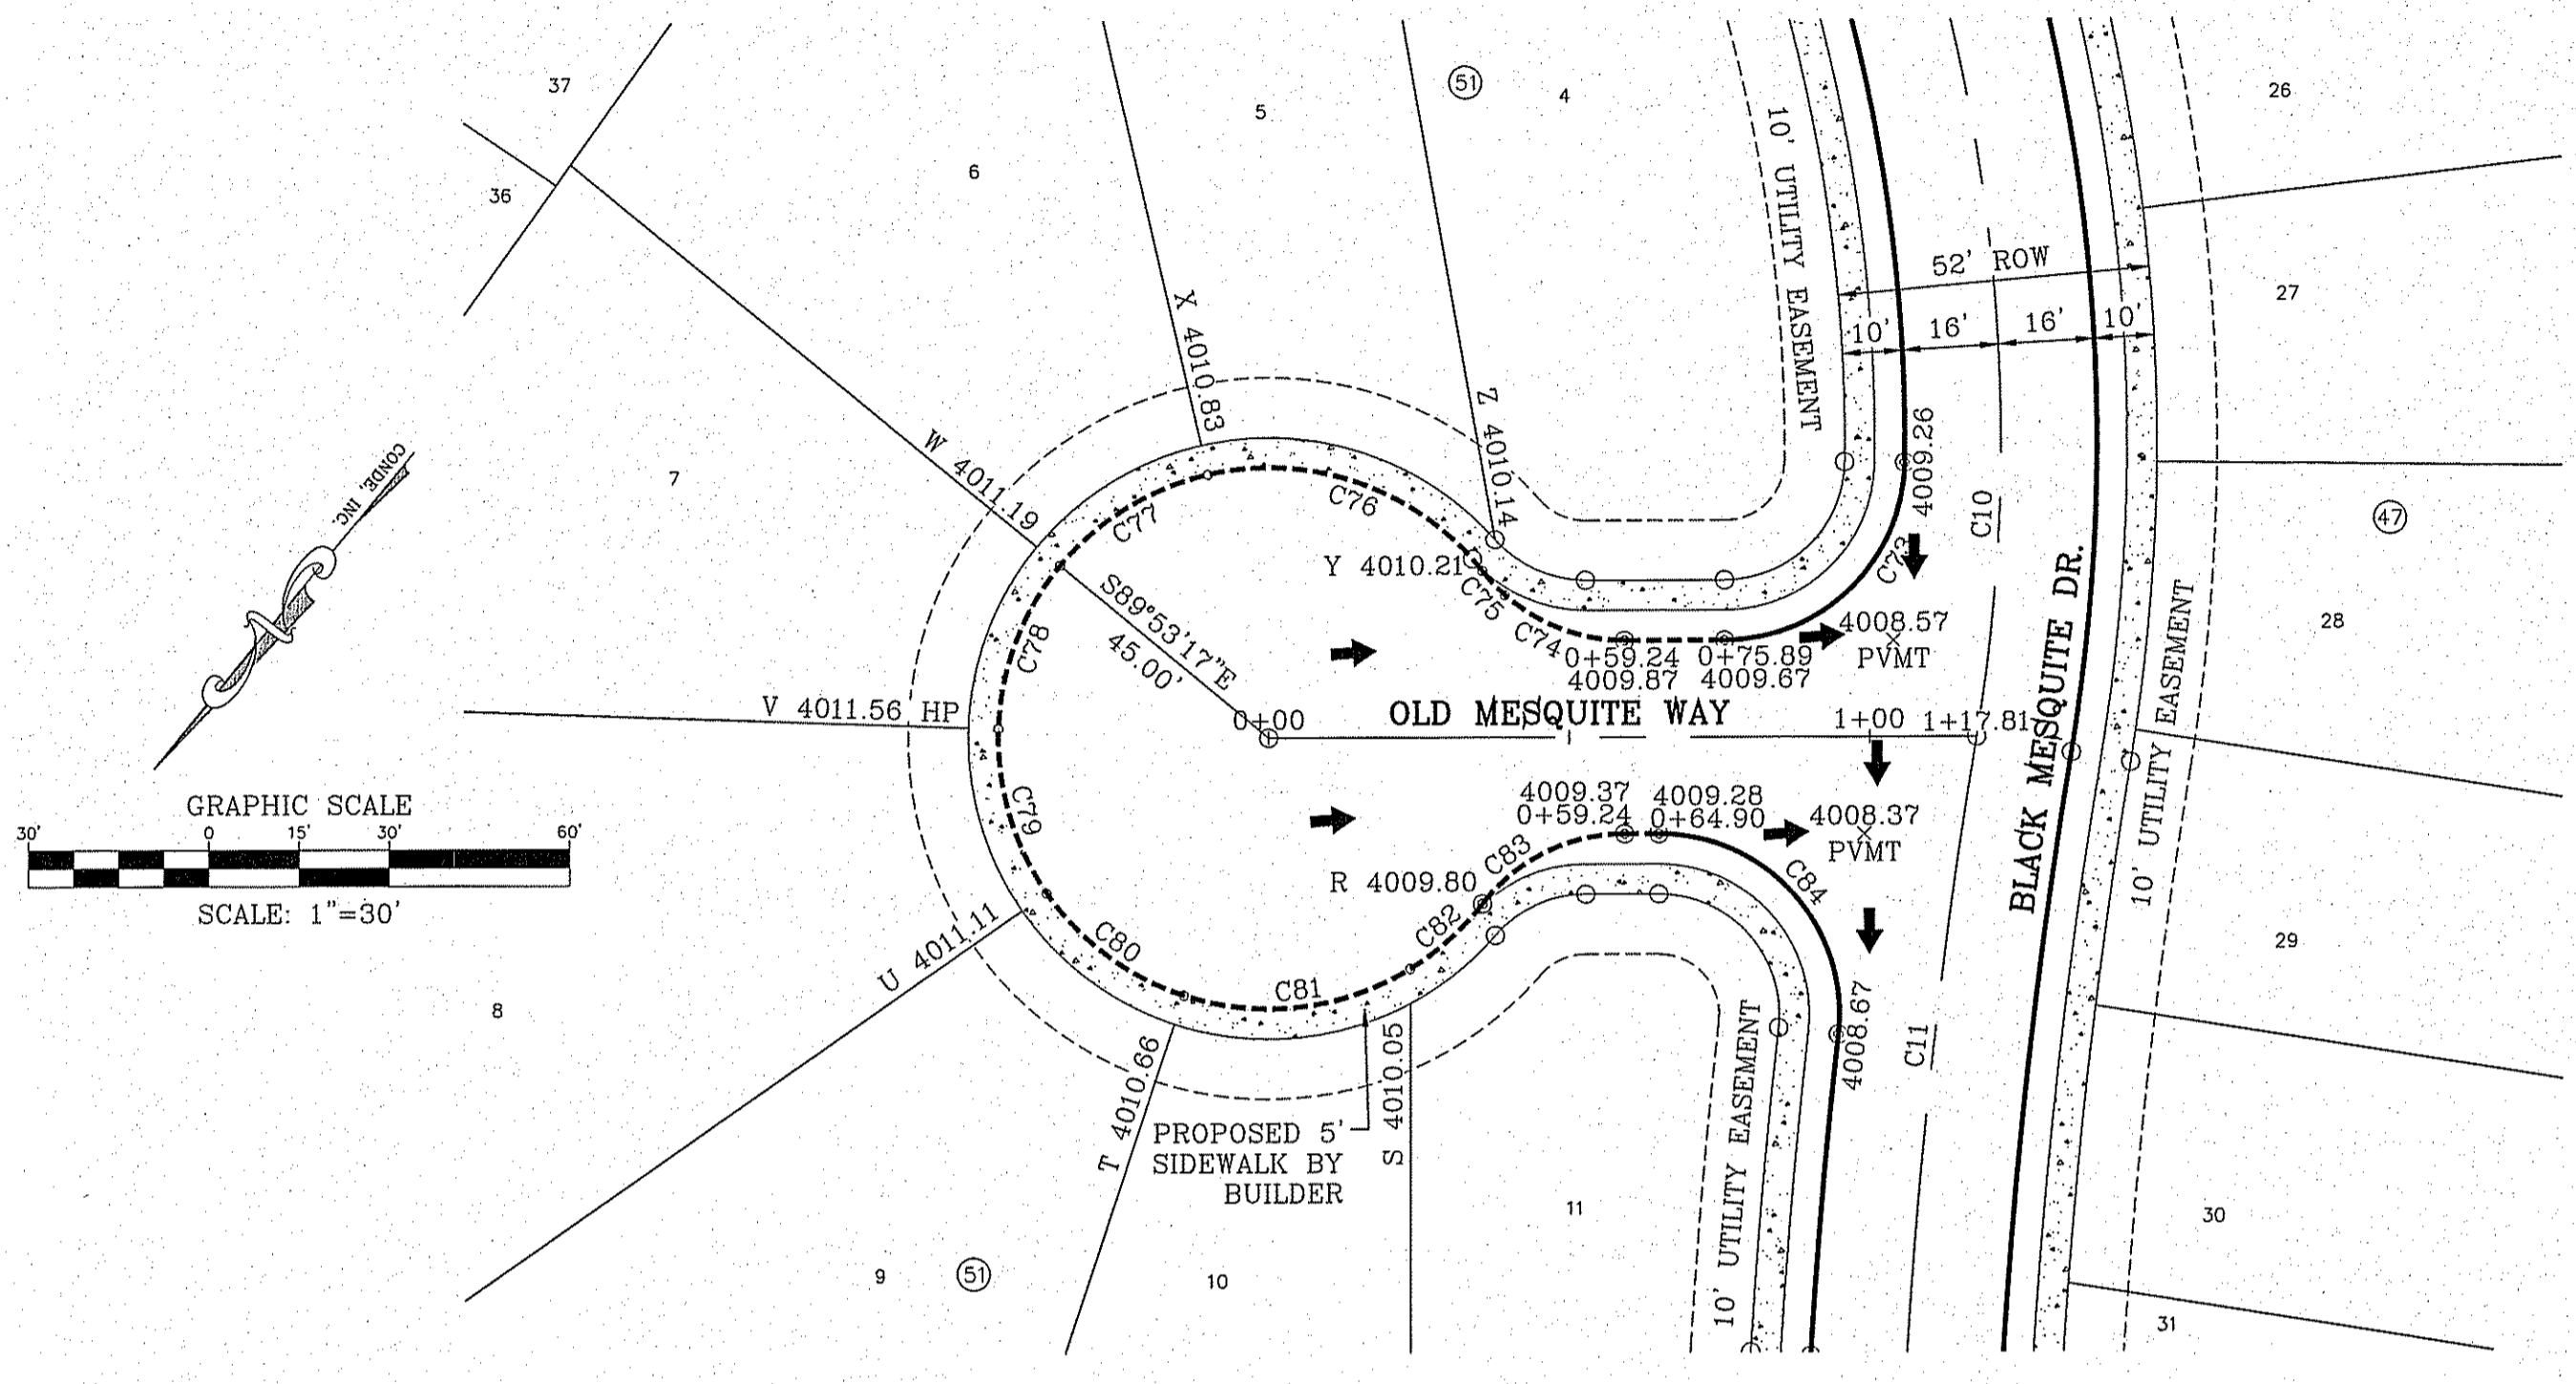 37
36
6
5
51
4
26
10' UTILITY EASEMENT
52' ROW
27
10'
16'
16'
10'
X 4010.83
Z 4010.14
W 4011.19
7
CONDE, INC.
C77
C76
4009.26
C10
47
Y 4010.21
C75
C74
C73
S89°53'17"E
45.00'
C78
4008.57
PVMT
28
0+59.24
4009.87
0+75.89
4009.67
V 4011.56 HP
0+00
OLD MESQUITE WAY
1+00
1+17.81
BLACK MESQUITE DR.
10' UTILITY EASEMENT
GRAPHIC SCALE
30'
0
15'
30'
60'
SCALE: 1"=30'
C79
4009.37
0+59.24
4009.28
0+64.90
4008.37
PVMT
C83
C84
R 4009.80
C82
C80
C81
U 4011.11
29
8
4008.67
C11
T 4010.66
S 4010.05
PROPOSED 5'
SIDEWALK BY
BUILDER
10' UTILITY EASEMENT
11
30
9
51
10
31